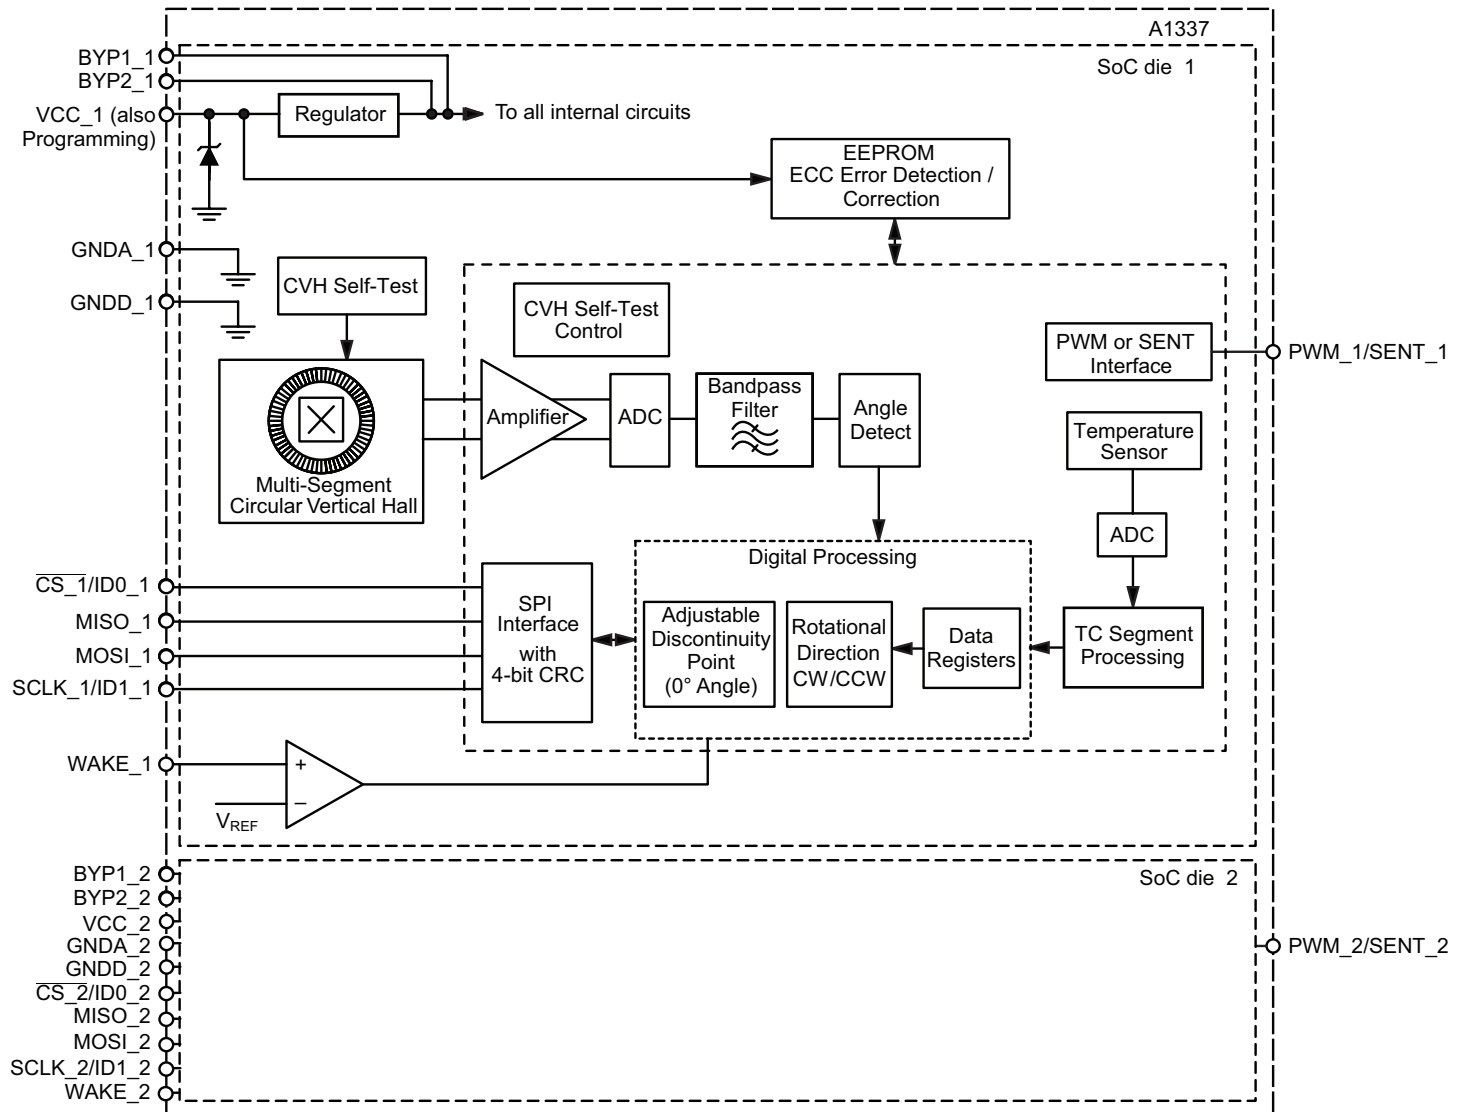 A1337
SoC die 1
BYP1_1
BYP2_1
VCC_1 (also
Programming)
Regulator
To all internal circuits
EEPROM
ECC Error Detection /
Correction
GNDA_1
GNDD_1
CVH Self-Test
CVH Self-Test
Control
PWM or SENT
Interface
PWM_1/SENT_1
Multi-Segment
Circular Vertical Hall
Amplifier
ADC
Bandpass
Filter
Angle
Detect
Temperature
Sensor
ADC
TC Segment
Processing
Digital Processing
Adjustable
Discontinuity
Point
(0° Angle)
Rotational
Direction
CW/CCW
Data
Registers
SPI
Interface
with
4-bit CRC
CS_1/ID0_1
MISO_1
MOSI_1
SCLK_1/ID1_1
WAKE_1
+
–
VREF
SoC die 2
BYP1_2
BYP2_2
VCC_2
GNDA_2
GNDD_2
CS_2/ID0_2
MISO_2
MOSI_2
SCLK_2/ID1_2
WAKE_2
PWM_2/SENT_2